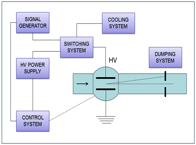 SIGNAL
GENERATOR
COOLING
SYSTEM
SWITCHING
SYSTEM
HV POWER
SUPPLY
HV
DUMPING
SYSTEM
CONTROL
SYSTEM